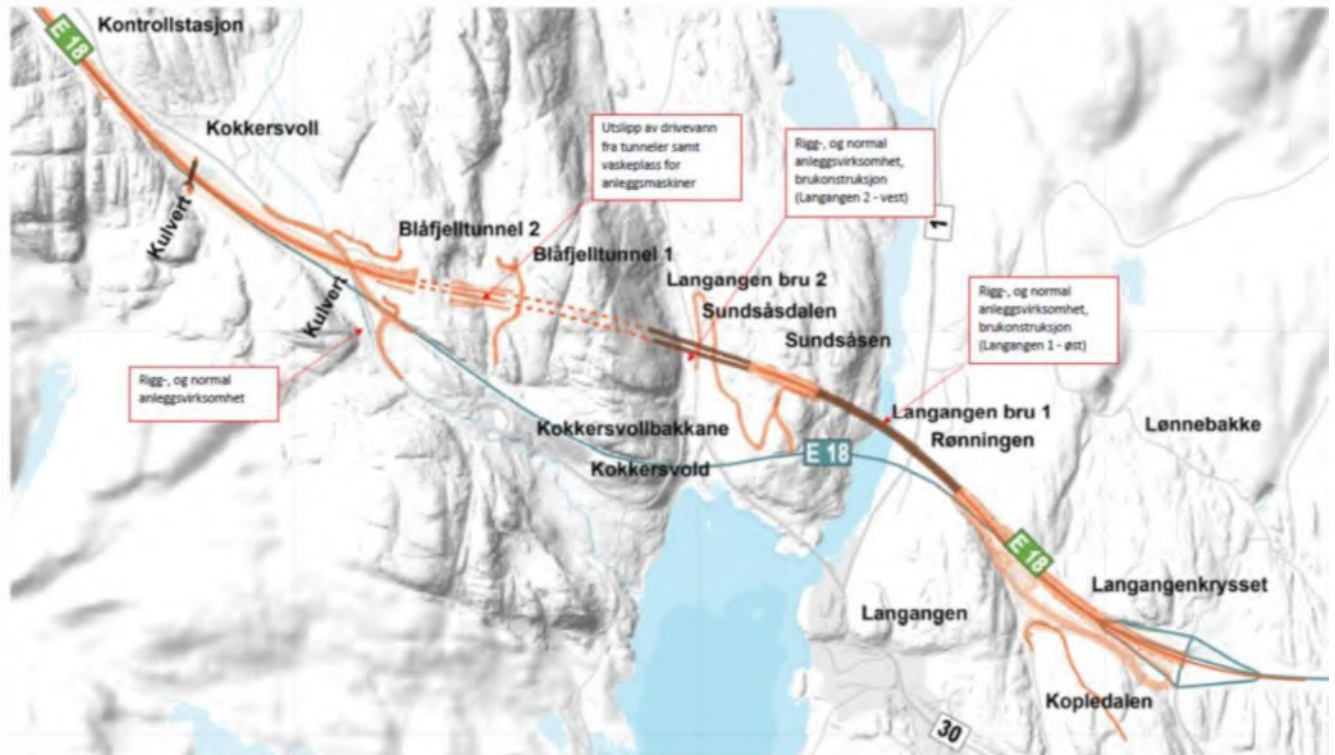 Kontrollstasjon
E 18
Kokkersvoll
Kulvert
Utslipp av drivevann
fra tunneler samt
vaskeplass for
anleggsmaskiner
Rigg-, og normal
anleggsvirksomhet,
brukonstruksjon
(Langangen 2 - vest)
1
Blåfjelltunnel 2
Blåfjelltunnel 1
Langangen bru 2
Sundsåsdalen
Sundsåsen
Kulvert
Rigg-, og normal
anleggsvirksomhet,
brukonstruksjon
(Langangen 1 - øst)
Rigg-, og normal
anleggsvirksomhet
Langangen bru 1
Rønningen
Lønnebakke
Kokkersvollbakkane
E 18
Kokkersvold
E 18
Langangenkrysset
Langangen
Kopledalen
30